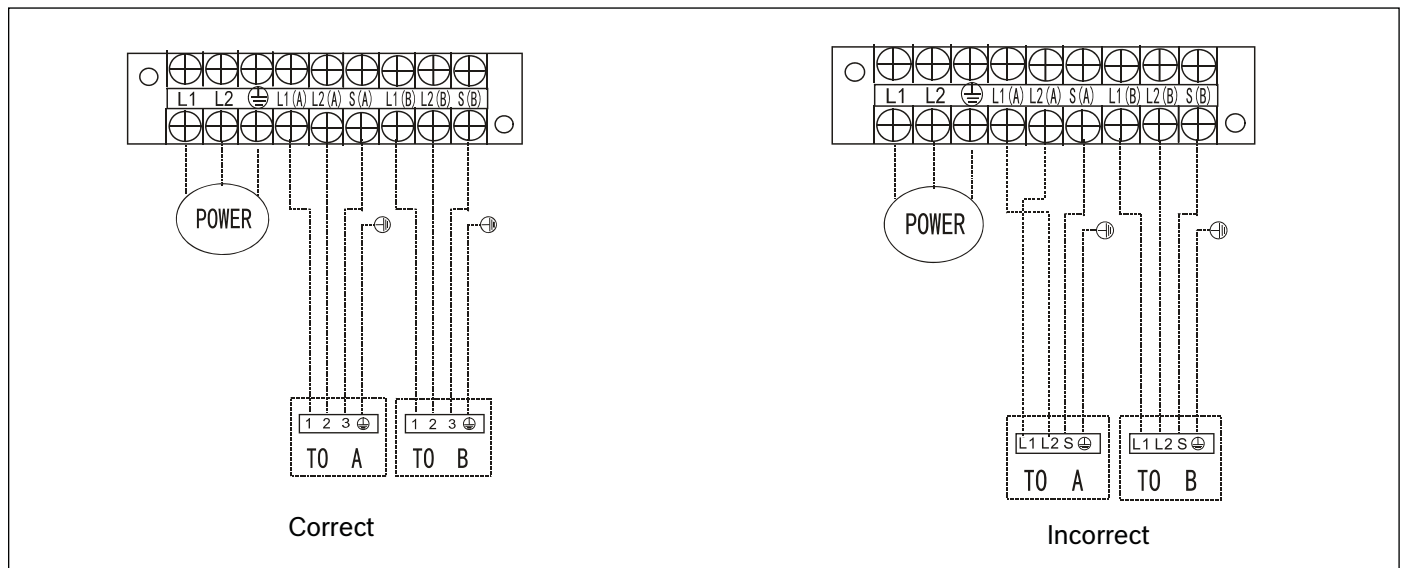 L1 L2 L1(A) L2(A) S(A) L1(B) L2(B) S(B)
POWER
1 2 3
TO A
1 2 3
TO B
Correct
L1 L2 L1(A) L2(A) S(A) L1(B) L2(B) S(B)
POWER
L1 L2 S
TO A
L1 L2 S
TO B
Incorrect